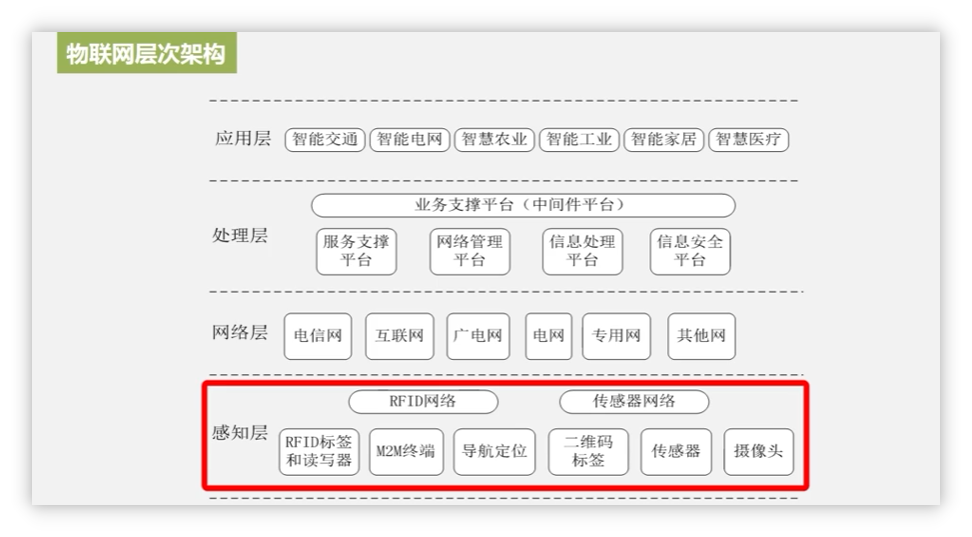 物联网层次架构
应用层 智能交通 智能电网 智慧农业 智能工业 智能家居 智慧医疗
业务支撑平台（中间件平台）
处理层
服务支撑 网络管理 信息处理 信息安全
平台 平台 平台 平台
网络层 电信网 互联网 广电网 电网 专用网 其他网
RFID网络 传感器网络
感知层
RFID标签 二维码
M2M终端 导航定位 传感器 摄像头
和读写器 标签